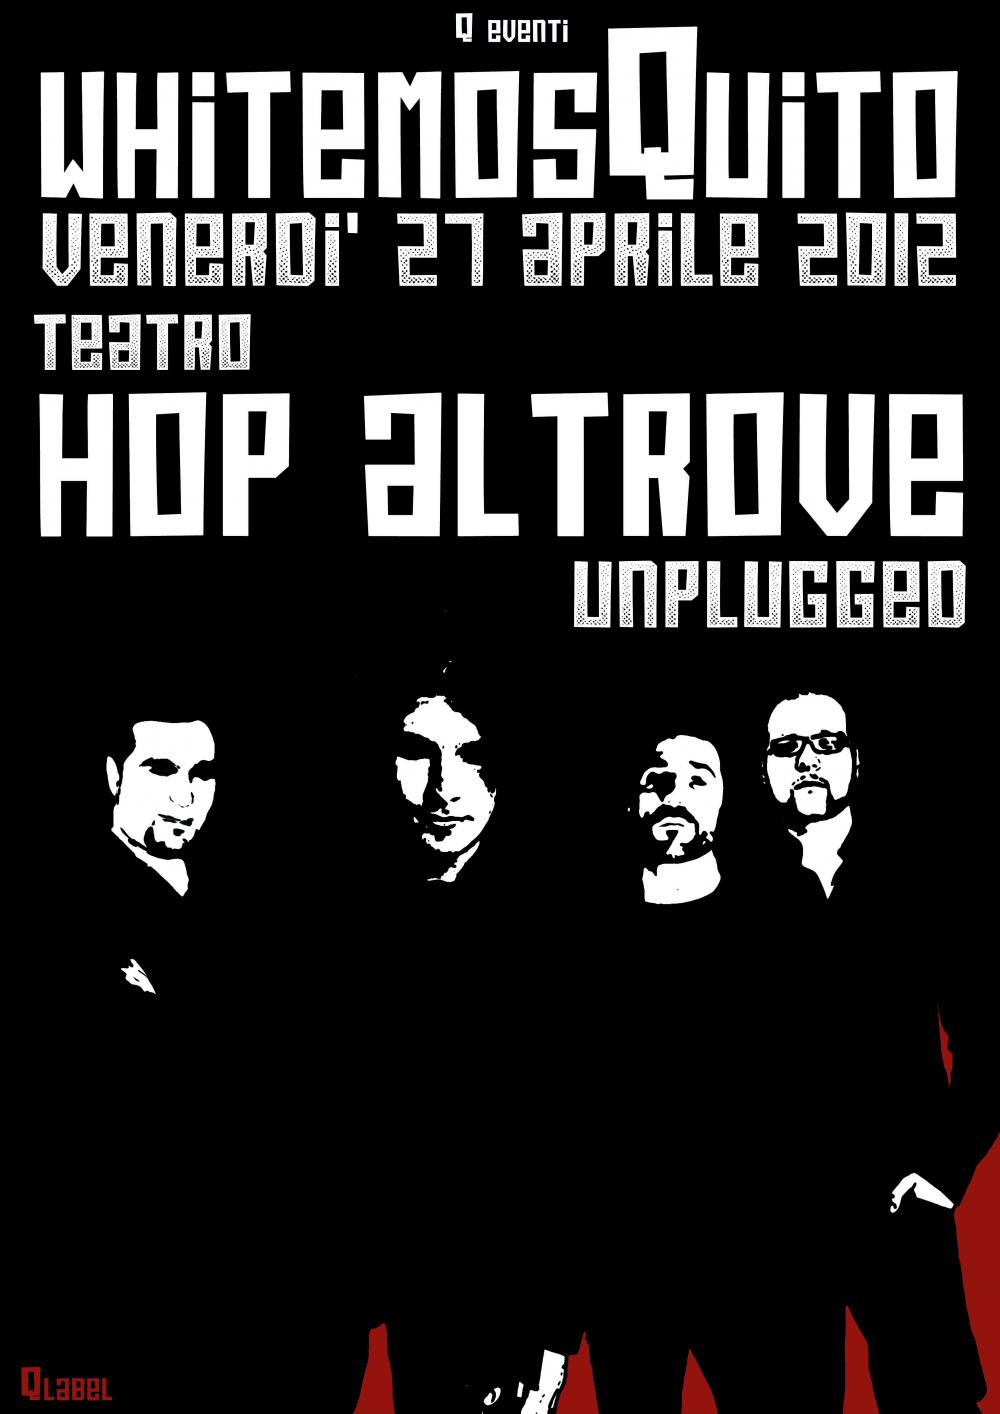 Q eventi
WHiTeMOSQUiTO
venerdi' 27 aprile 2012
Teatro
HOP alTROve
unplugged
Qlabel